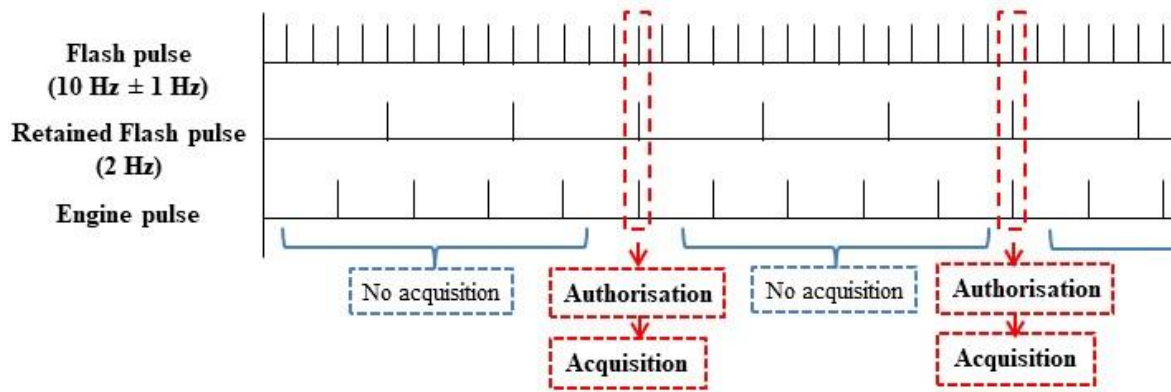 Flash pulse
(10 Hz ± 1 Hz)
Retained Flash pulse
(2 Hz)
Engine pulse
No acquisition
Authorisation
No acquisition
Authorisation
Acquisition
Acquisition